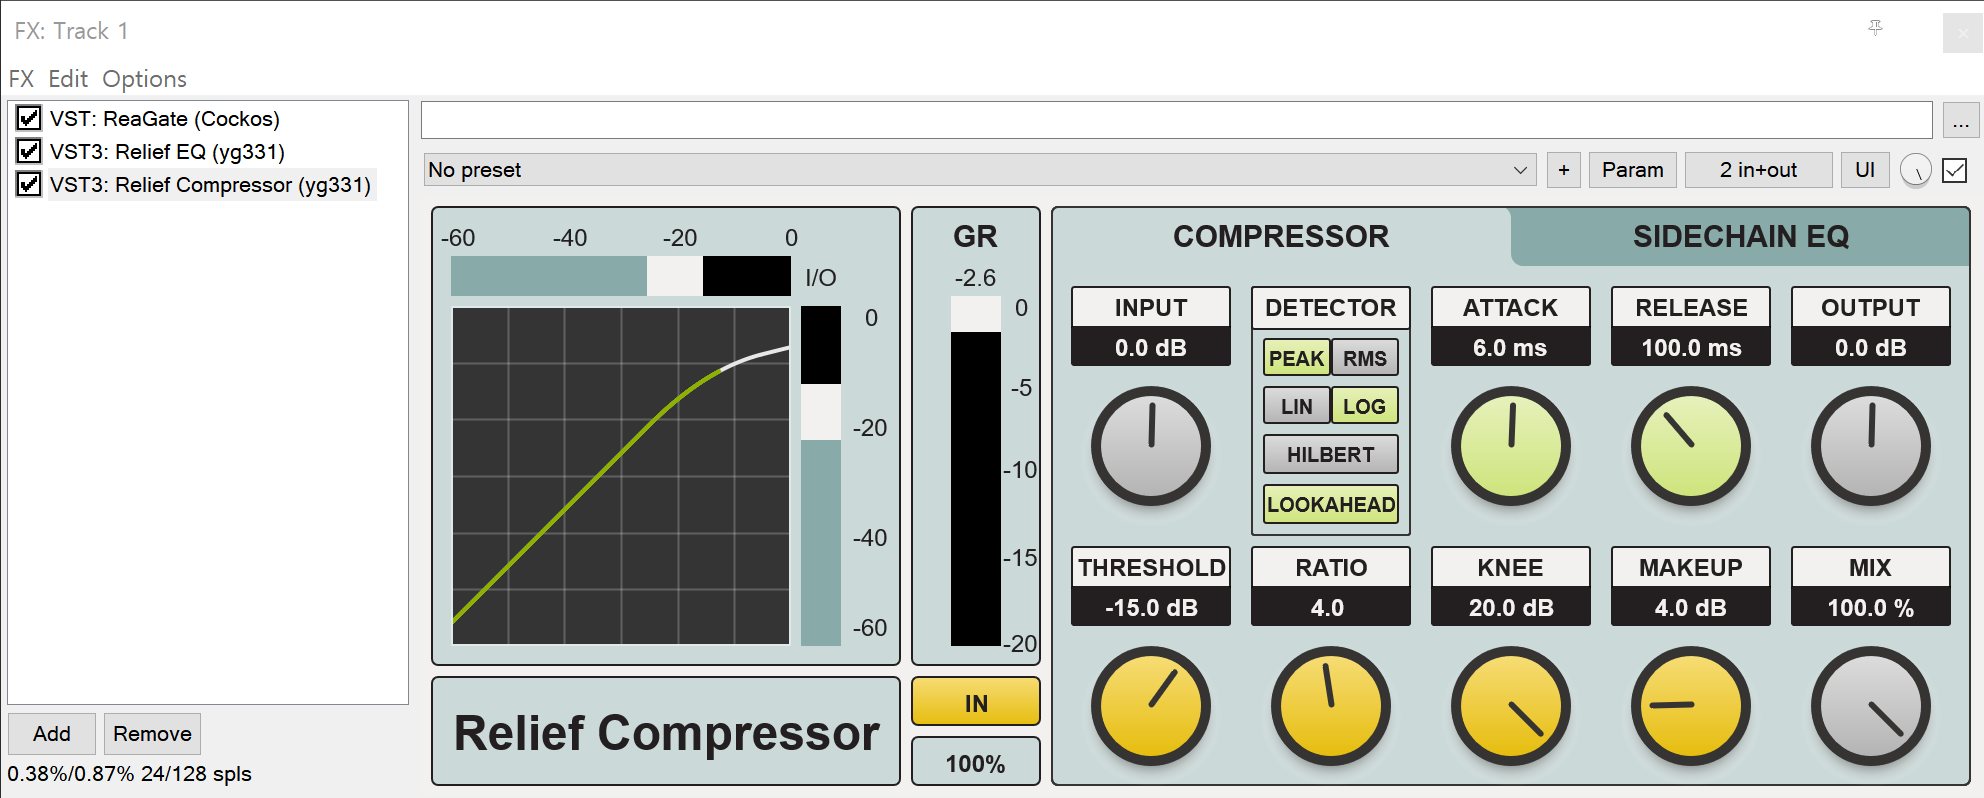 FX: Track 1
FX Edit Options
VST: ReaGate (Cockos)
VST3: Relief EQ (yg331)
VST3: Relief Compressor (yg331)
Add Remove
0.38%/0.87% 24/128 spls
...
No preset
+ Param 2 in+out UI
-60 -40 -20 0
I/O
0
-20
-40
-60
Relief Compressor
GR
-2.6
0
-5
-10
-15
-20
IN
100%
COMPRESSOR SIDECHAIN EQ
INPUT DETECTOR ATTACK RELEASE OUTPUT
0.0 dB 6.0 ms 100.0 ms 0.0 dB
PEAK RMS
LIN LOG
HILBERT
LOOKAHEAD
THRESHOLD RATIO KNEE MAKEUP MIX
-15.0 dB 4.0 20.0 dB 4.0 dB 100.0 %